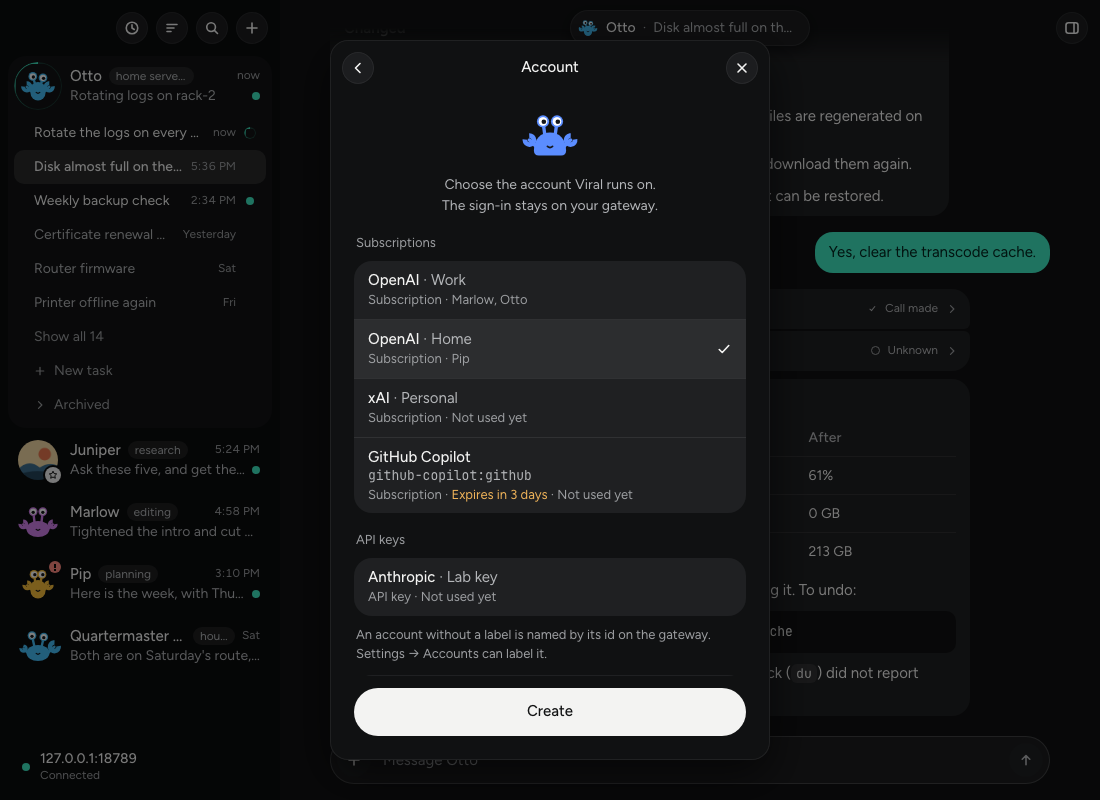 Otto home serve... now
Rotating logs on rack-2
Rotate the logs on every ... now
Disk almost full on the... 5:36 PM
Weekly backup check 2:34 PM
Certificate renewal ... Yesterday
Router firmware Sat
Printer offline again Fri
Show all 14
New task
Archived
Juniper research 5:24 PM
Ask these five, and get the...
Marlow editing 4:58 PM
Tightened the intro and cut ...
Pip planning 3:10 PM
Here is the week, with Thu...
Quartermaster ... hou... Sat
Both are on Saturday's route,...
127.0.0.1:18789
Connected
Otto · Disk almost full on th...
Account
Choose the account Viral runs on.
The sign-in stays on your gateway.
Subscriptions
OpenAI · Work
Subscription · Marlow, Otto
OpenAI · Home
Subscription · Pip
xAI · Personal
Subscription · Not used yet
GitHub Copilot
github-copilot:github
Subscription · Expires in 3 days · Not used yet
API keys
Anthropic · Lab key
API key · Not used yet
An account without a label is named by its id on the gateway.
Settings → Accounts can label it.
Create
iles are regenerated on
download them again.
can be restored.
Yes, clear the transcode cache.
Call made
Unknown
After
61%
0 GB
213 GB
g it. To undo:
che
ck ( du ) did not report
Message Otto